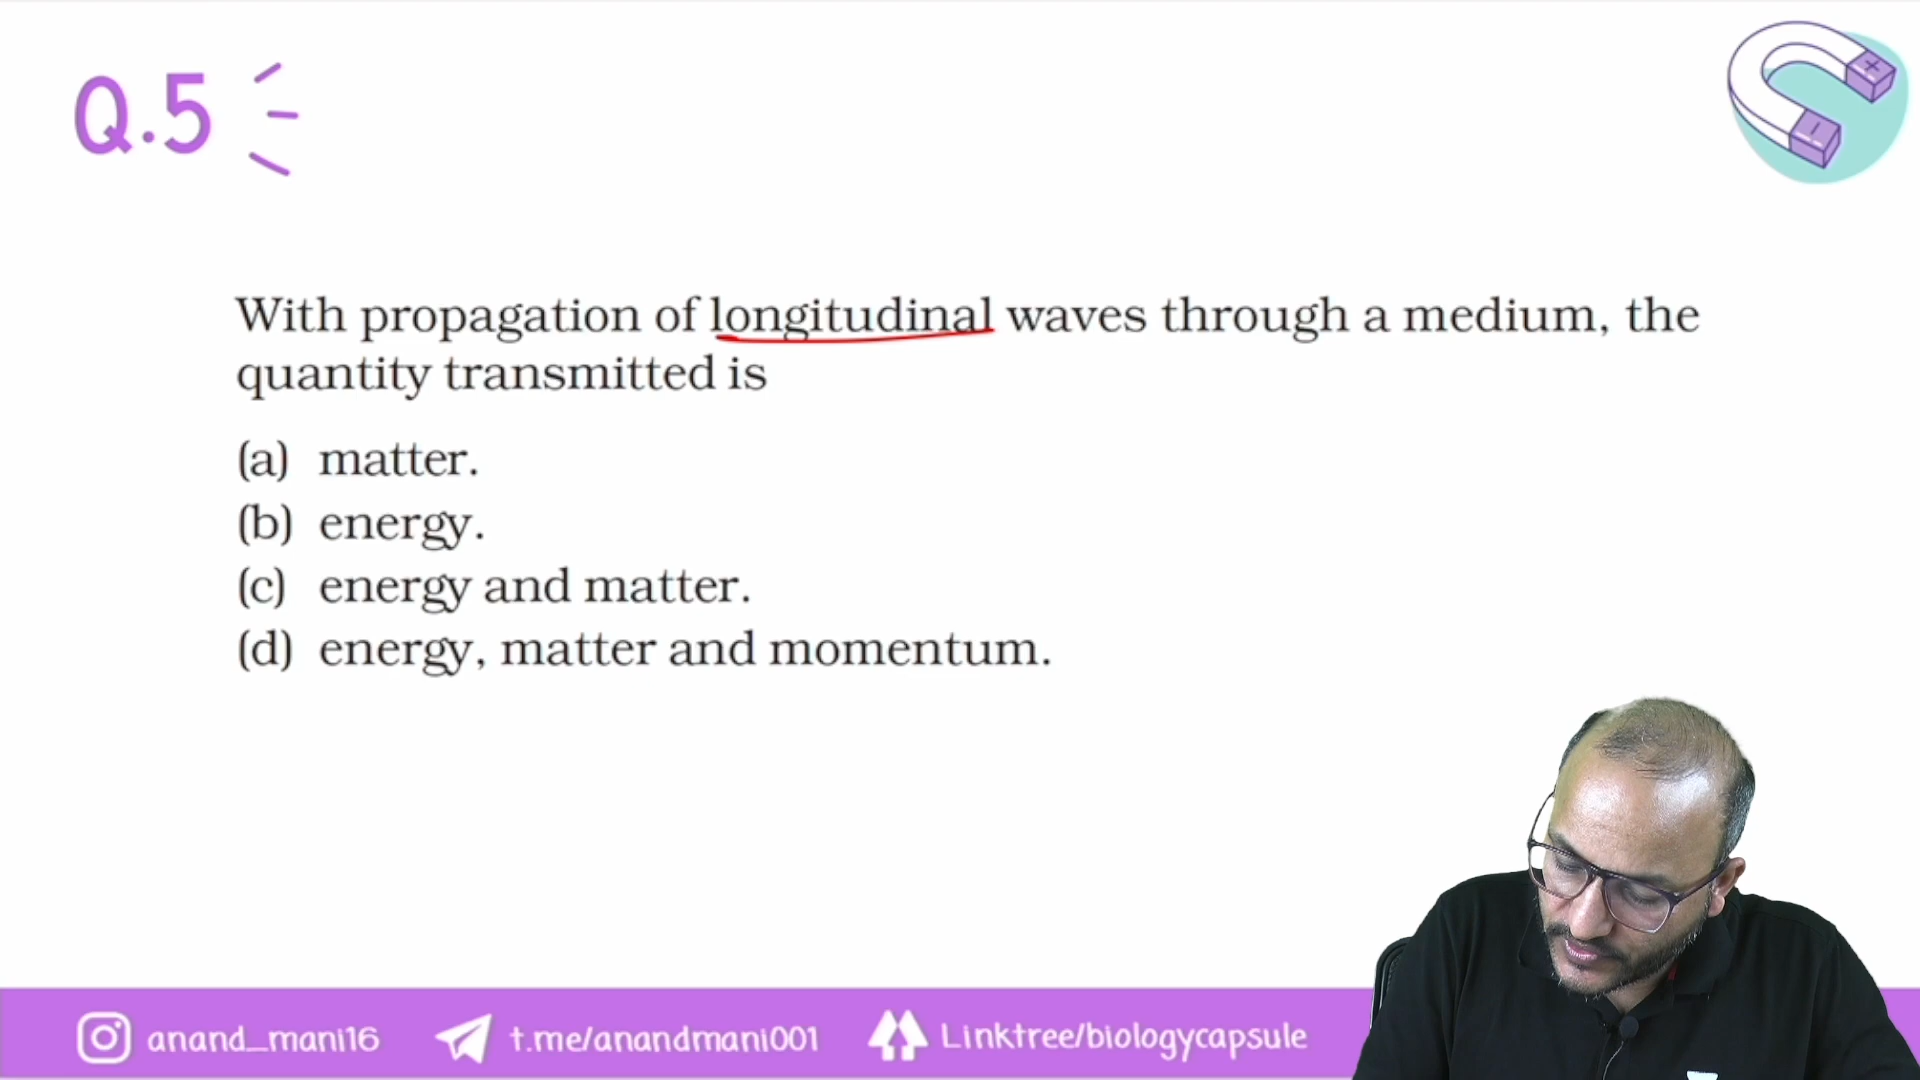 Q.5
With propagation of longitudinal waves through a medium, the
quantity transmitted is
(a) matter.
(b) energy.
(c) energy and matter.
(d) energy, matter and momentum.
anand_mani16 t.me/anandmani001 Linktree/biologycapsule